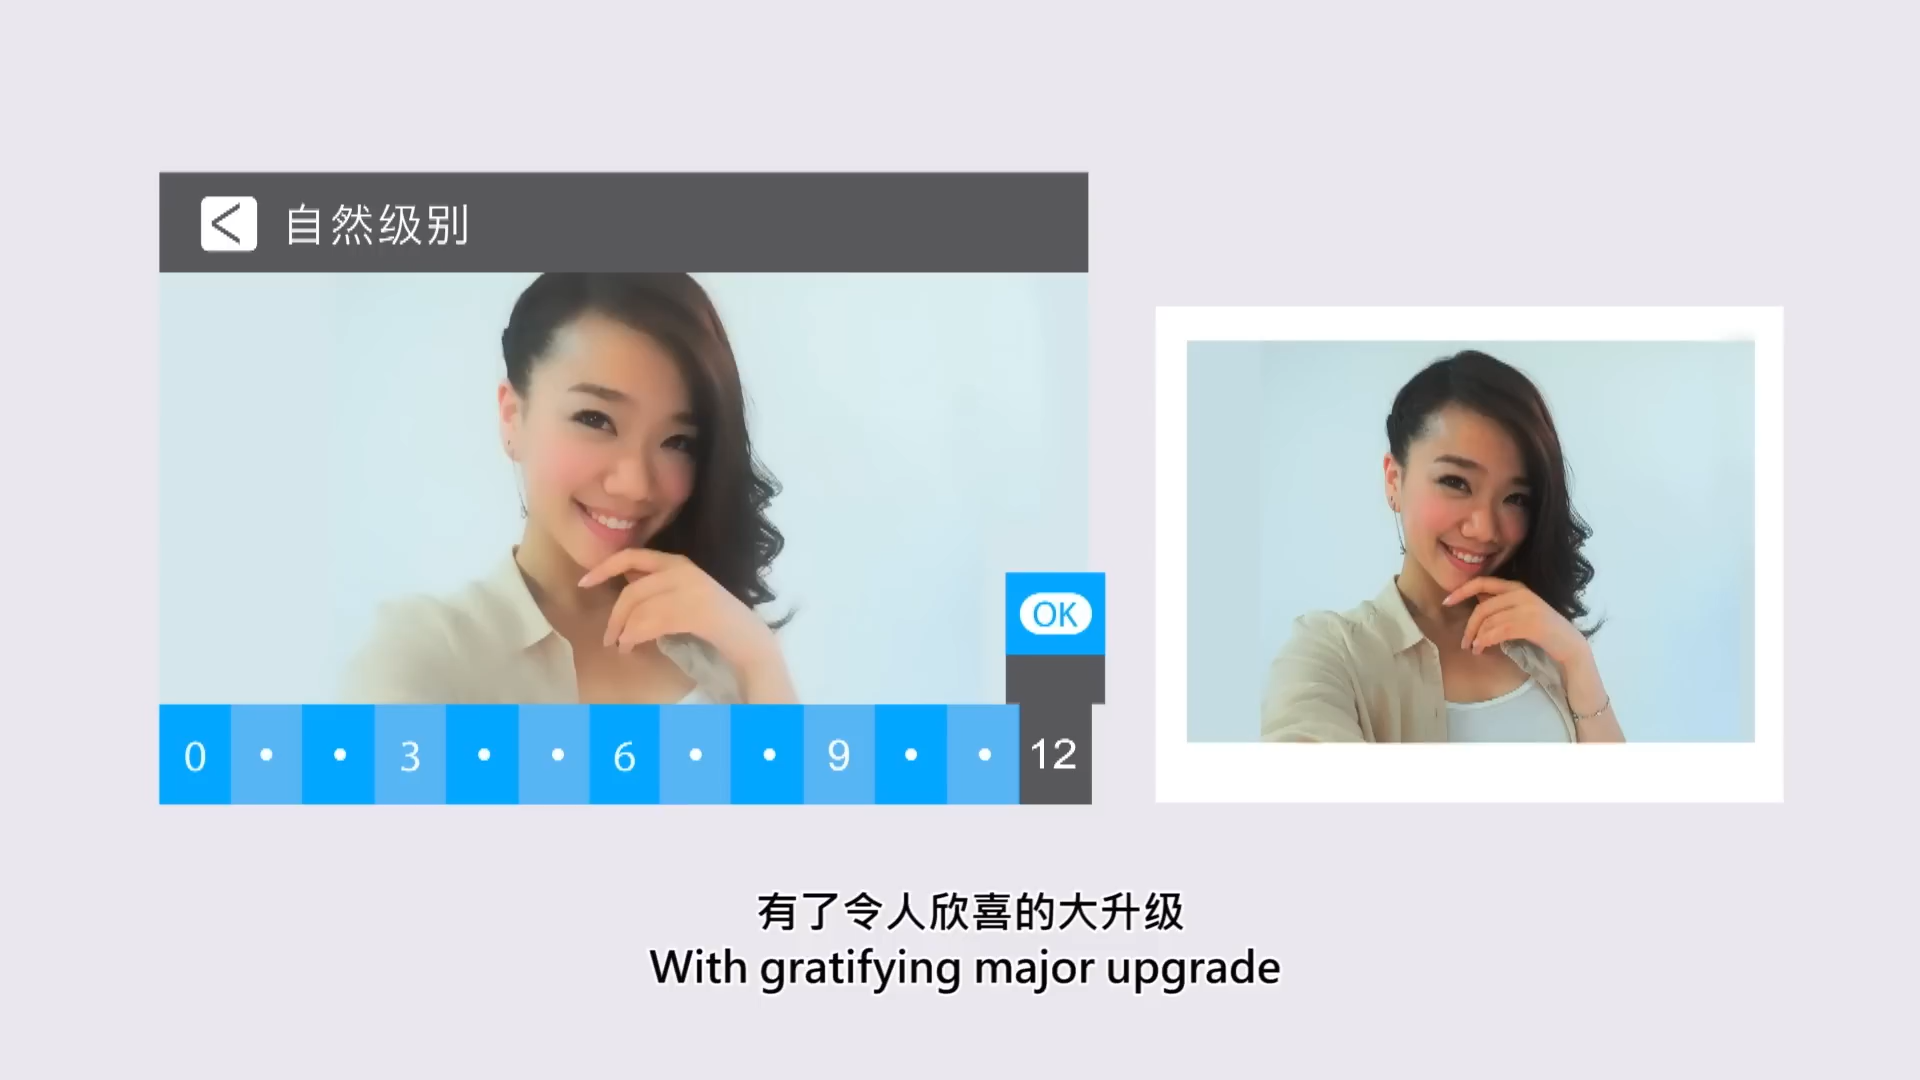 自然级别
OK
0 • • 3 • • 6 • • 9 • • 12
有了令人欣喜的大升级
With gratifying major upgrade